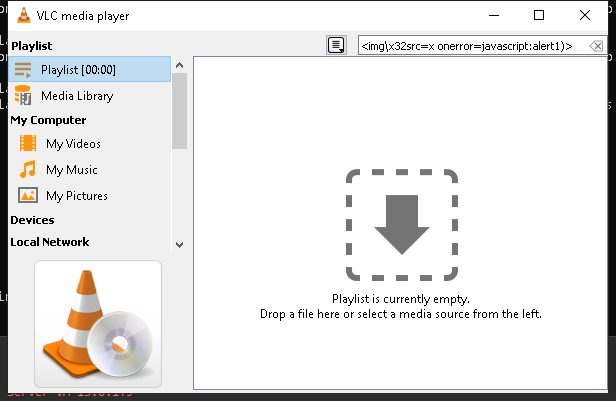 VLC media player
Playlist
<img\x32src=x onerror=javascript:alert1)>
Playlist [00:00]
Media Library
My Computer
My Videos
My Music
My Pictures
Devices
Local Network
Playlist is currently empty.
Drop a file here or select a media source from the left.